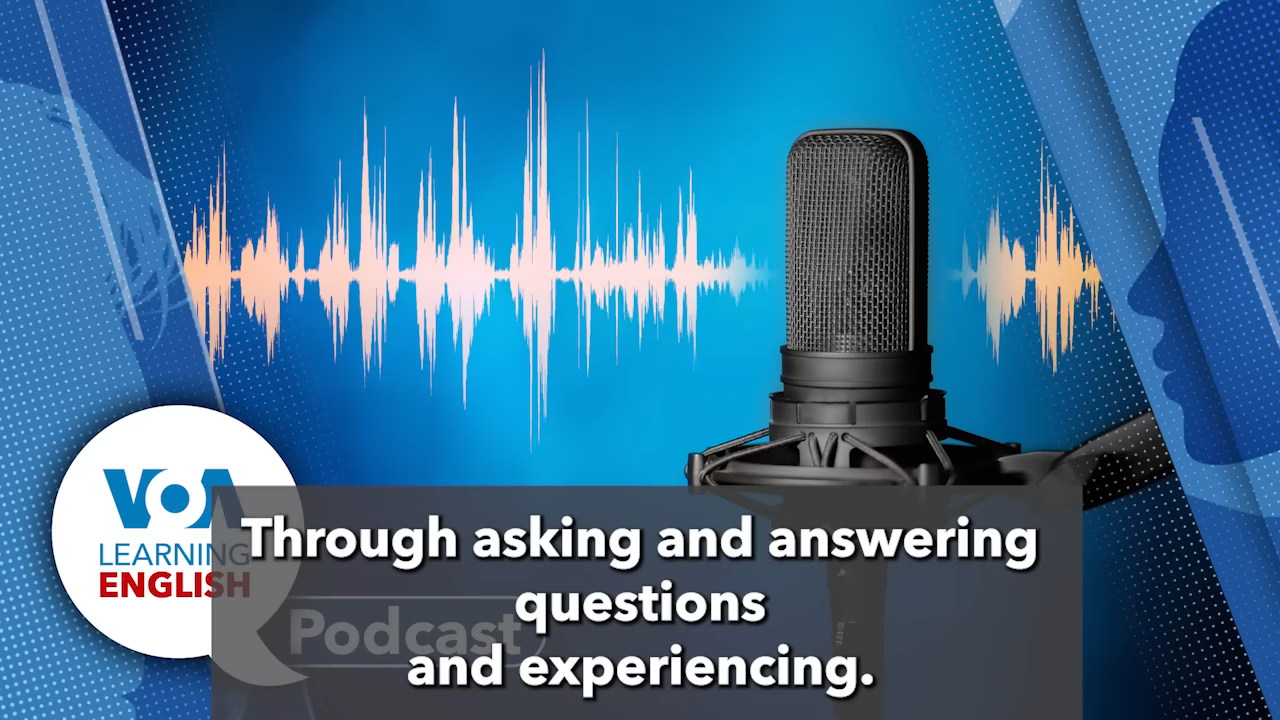 VOA
LEARNING
ENGLISH
Podcast
Through asking and answering
questions
and experiencing.